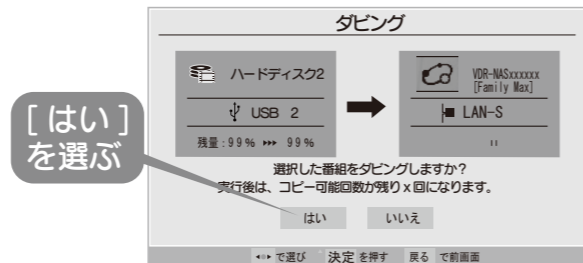 ダビング
ハードディスク2
USB 2
残量:99% ▸▸▸ 99%
VDR-NASxxxxxx
[Family Max]
LAN-S
[ はい ]
を選ぶ
選択した番組をダビングしますか?
実行後は、コピー可能回数が残りx回になります。
はい いいえ
で選び 決定 を押す 戻る で前画面